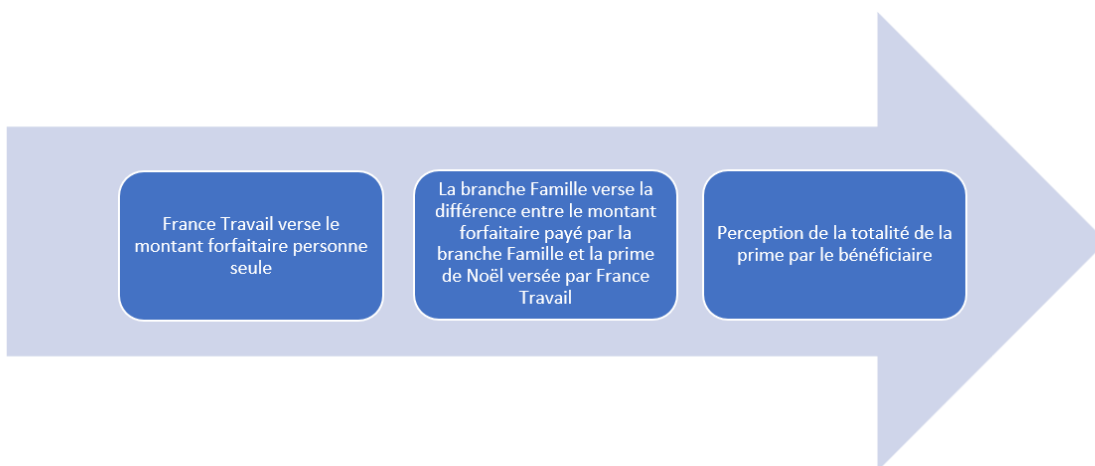 France Travail verse le
montant forfaitaire personne
seule
La branche Famille verse la
différence entre le montant
forfaitaire payé par la
branche Famille et la prime
de Noël versée par France
Travail
Perception de la totalité de la
prime par le bénéficiaire